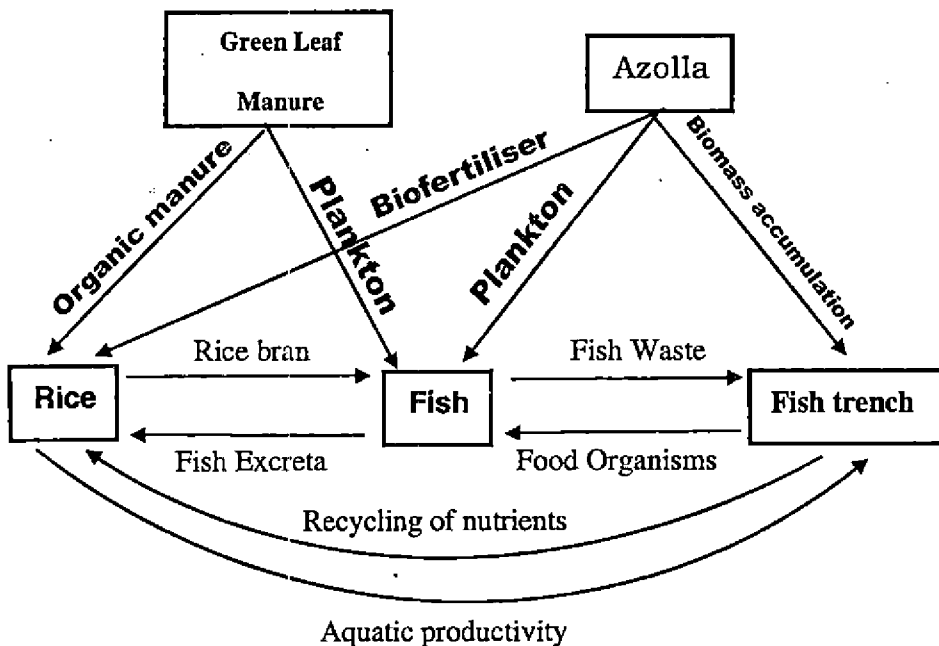 Green Leaf
Manure
Azolla
Organic manure
Plankton
Biofertiliser
Plankton
Biomass accumulation
Rice bran
Fish Waste
Rice
Fish
Fish trench
Fish Excreta
Food Organisms
Recycling of nutrients
Aquatic productivity